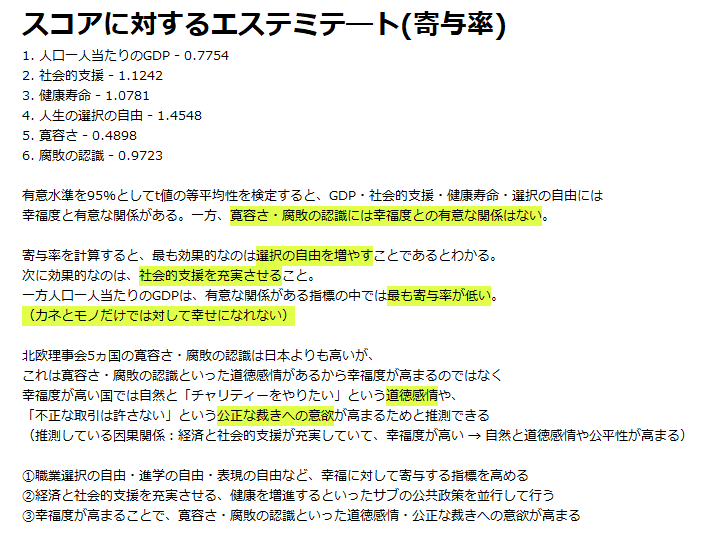 スコアに対するエステミテート(寄与率)
1. 人口一人当たりのGDP - 0.7754
2. 社会的支援 - 1.1242
3. 健康寿命 - 1.0781
4. 人生の選択の自由 - 1.4548
5. 寛容さ - 0.4898
6. 腐敗の認識 - 0.9723
有意水準を95%としてt値の等平均性を検定すると、GDP・社会的支援・健康寿命・選択の自由には
幸福度と有意な関係がある。一方、寛容さ・腐敗の認識には幸福度との有意な関係はない。
寄与率を計算すると、最も効果的なのは選択の自由を増やすことであるとわかる。
次に効果的なのは、社会的支援を充実させること。
一方人口一人当たりのGDPは、有意な関係がある指標の中では最も寄与率が低い。
（カネとモノだけでは対して幸せになれない）
北欧理事会5ヵ国の寛容さ・腐敗の認識は日本よりも高いが、
これは寛容さ・腐敗の認識といった道徳感情があるから幸福度が高まるのではなく
幸福度が高い国では自然と「チャリティーをやりたい」という道徳感情や、
「不正な取引は許さない」という公正な裁きへの意欲が高まるためと推測できる
（推測している因果関係：経済と社会的支援が充実していて、幸福度が高い → 自然と道徳感情や公平性が高まる）
①職業選択の自由・進学の自由・表現の自由など、幸福に対して寄与する指標を高める
②経済と社会的支援を充実させる、健康を増進するといったサブの公共政策を並行して行う
③幸福度が高まることで、寛容さ・腐敗の認識といった道徳感情・公正な裁きへの意欲が高まる